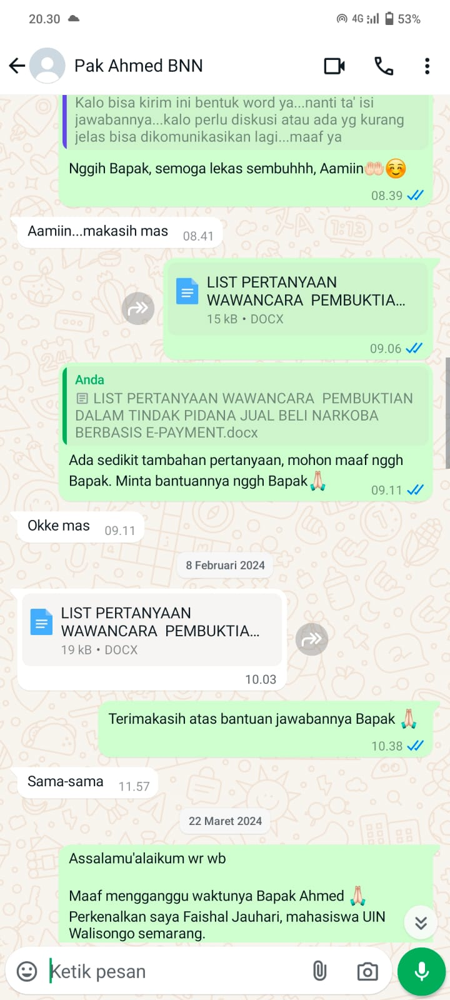 20.30
4G 53%
Pak Ahmed BNN
Kalo bisa kirim ini bentuk word ya...nanti ta' isi
jawabannya...kalo perlu diskusi atau ada yg kurang
jelas bisa dikomunikasikan lagi...maaf ya
Nggih Bapak, semoga lekas sembuhhh, Aamiin🤲🏻☺️
08.39
Aamiin...makasih mas 08.41
LIST PERTANYAAN
WAWANCARA PEMBUKTIA...
15 kB • DOCX
09.06
Anda
LIST PERTANYAAN WAWANCARA PEMBUKTIAN
DALAM TINDAK PIDANA JUAL BELI NARKOBA
BERBASIS E-PAYMENT.docx
Ada sedikit tambahan pertanyaan, mohon maaf nggh
Bapak. Minta bantuannya nggh Bapak🙏🏻
09.11
Okke mas 09.11
8 Februari 2024
LIST PERTANYAAN
WAWANCARA PEMBUKTIA...
19 kB • DOCX
10.03
Terimakasih atas bantuan jawabannya Bapak 🙏🏻
10.38
Sama-sama 11.57
22 Maret 2024
Assalamu'alaikum wr wb
Maaf mengganggu waktunya Bapak Ahmed 🙏🏻
Perkenalkan saya Faishal Jauhari, mahasiswa UIN
Walisongo semarang.
Ketik pesan